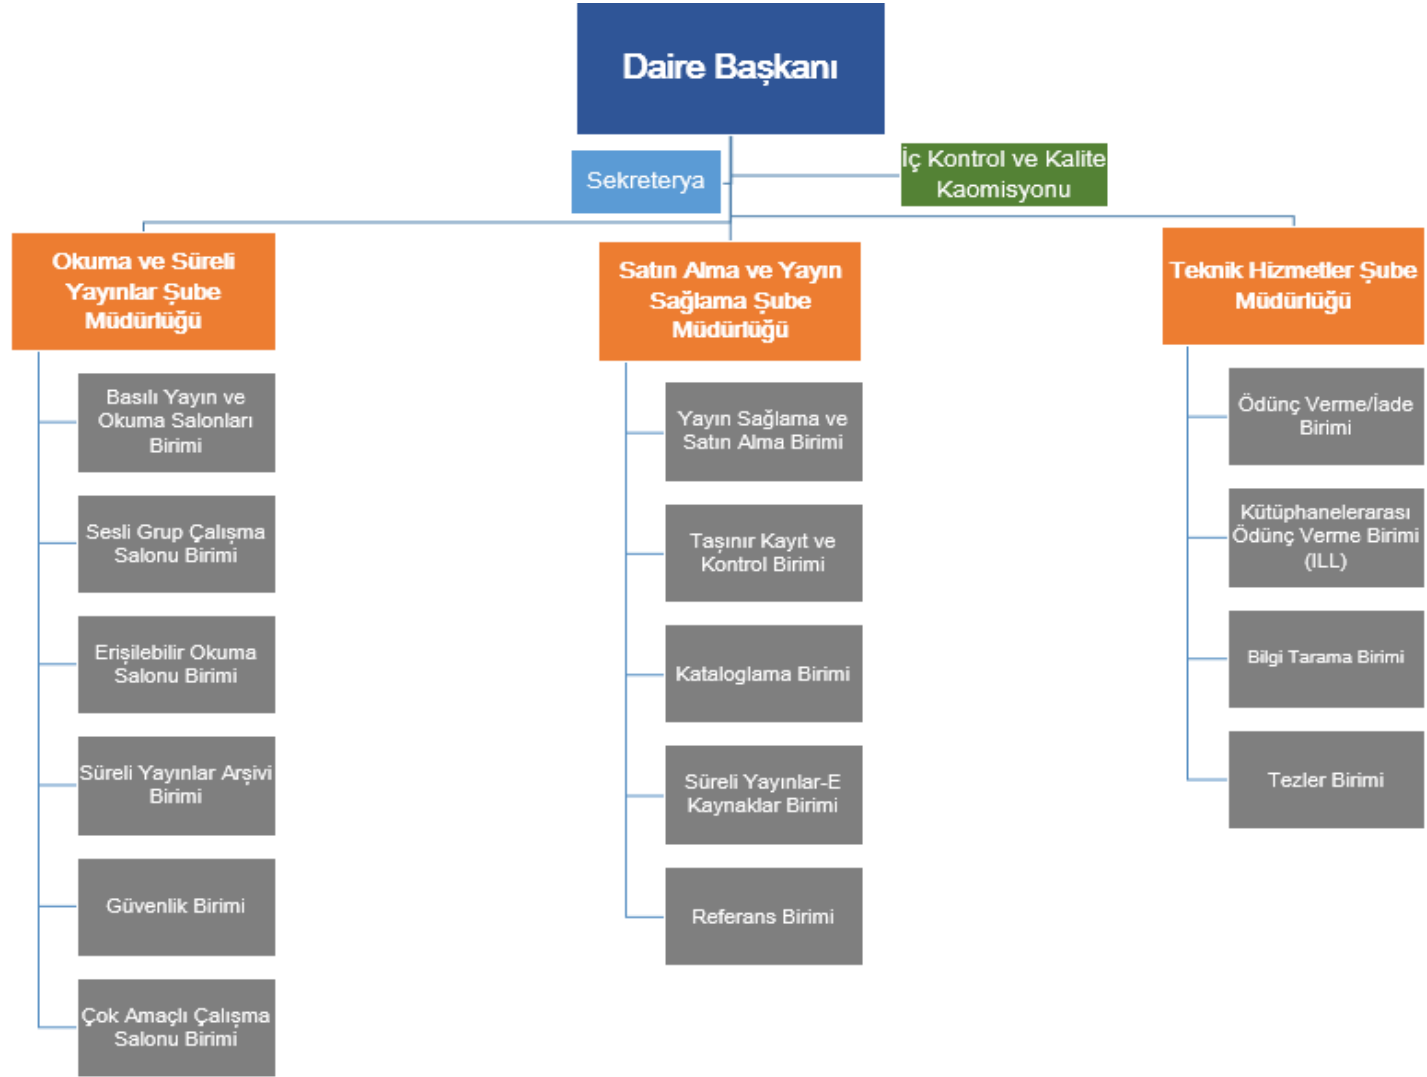 Daire Başkanı
Sekreterya
İç Kontrol ve Kalite
Kaomisyonu
Okuma ve Süreli
Yayınlar Şube
Müdürlüğü
Basılı Yayın ve
Okuma Salonları
Birimi
Sesli Grup Çalışma
Salonu Birimi
Erişilebilir Okuma
Salonu Birimi
Süreli Yayınlar Arşivi
Birimi
Güvenlik Birimi
Çok Amaçlı Çalışma
Salonu Birimi
Satın Alma ve Yayın
Sağlama Şube
Müdürlüğü
Yayın Sağlama ve
Satın Alma Birimi
Taşınır Kayıt ve
Kontrol Birimi
Kataloglama Birimi
Süreli Yayınlar-E
Kaynaklar Birimi
Referans Birimi
Teknik Hizmetler Şube
Müdürlüğü
Ödünç Verme/İade
Birimi
Kütüphanelerarası
Ödünç Verme Birimi
(ILL)
Bilgi Tarama Birimi
Tezler Birimi